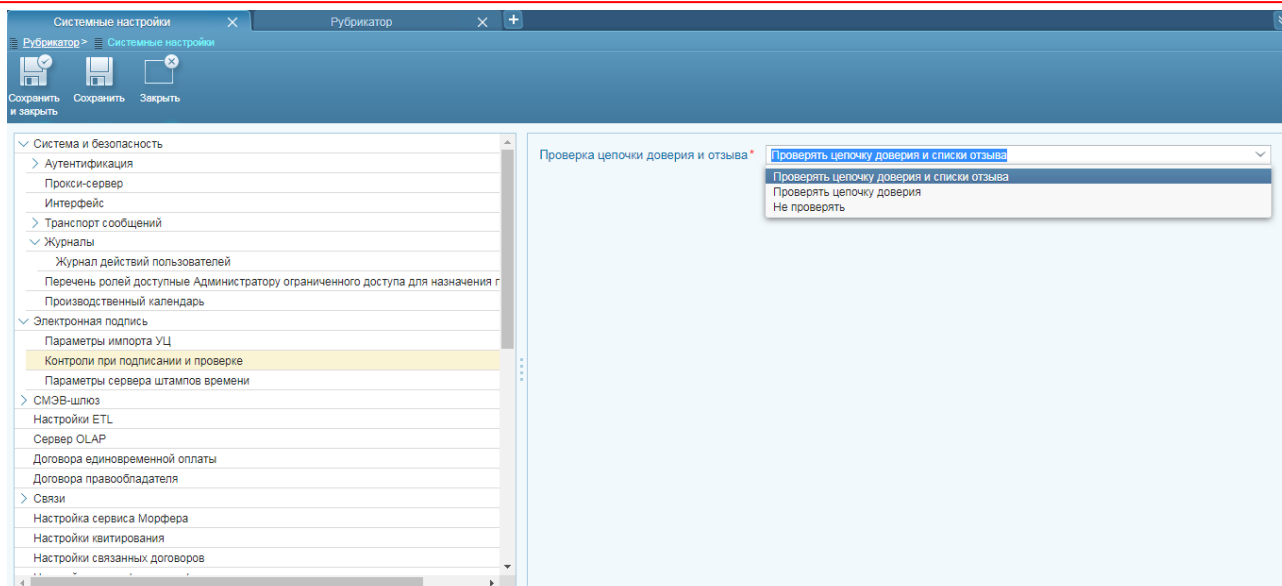 Системные настройки
Рубрикатор
Рубрикатор > Системные настройки
Сохранить и закрыть
Сохранить
Закрыть
Система и безопасность
Аутентификация
Прокси-сервер
Интерфейс
Транспорт сообщений
Журналы
Журнал действий пользователей
Перечень ролей доступные Администратору ограниченного доступа для назначения г
Производственный календарь
Электронная подпись
Параметры импорта УЦ
Контроли при подписании и проверке
Параметры сервера штампов времени
СМЭВ-шлюз
Настройки ETL
Сервер OLAP
Договора единовременной оплаты
Договора правообладателя
Связи
Настройка сервиса Морфера
Настройки квитирования
Настройки связанных договоров
Проверка цепочки доверия и отзыва*
Проверять цепочку доверия и списки отзыва
Проверять цепочку доверия и списки отзыва
Проверять цепочку доверия
Не проверять